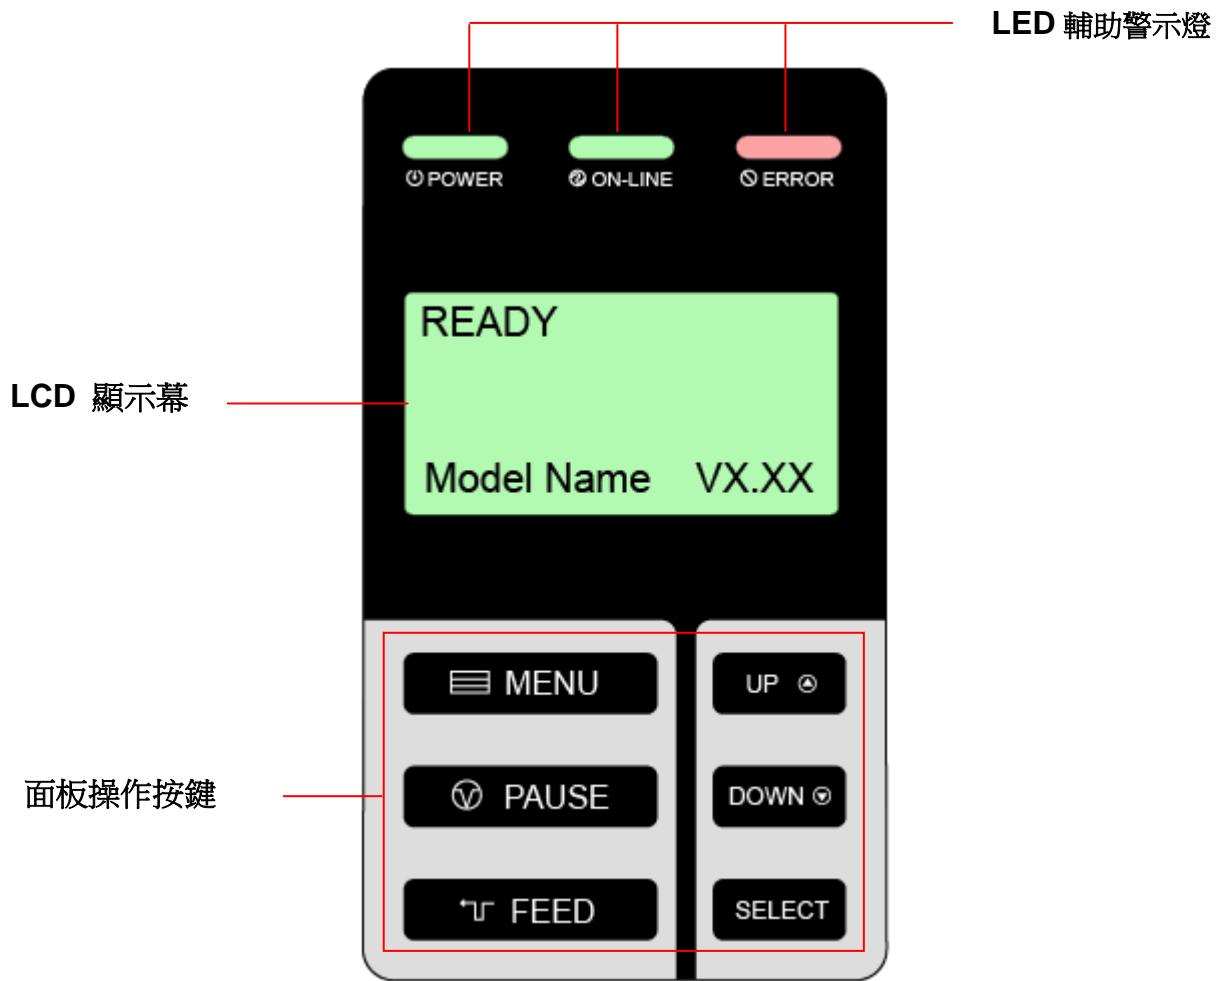 LED 輔助警示燈
POWER ON-LINE ERROR
READY
LCD 顯示幕
Model Name VX.XX
MENU UP
面板操作按鍵
PAUSE DOWN
FEED SELECT